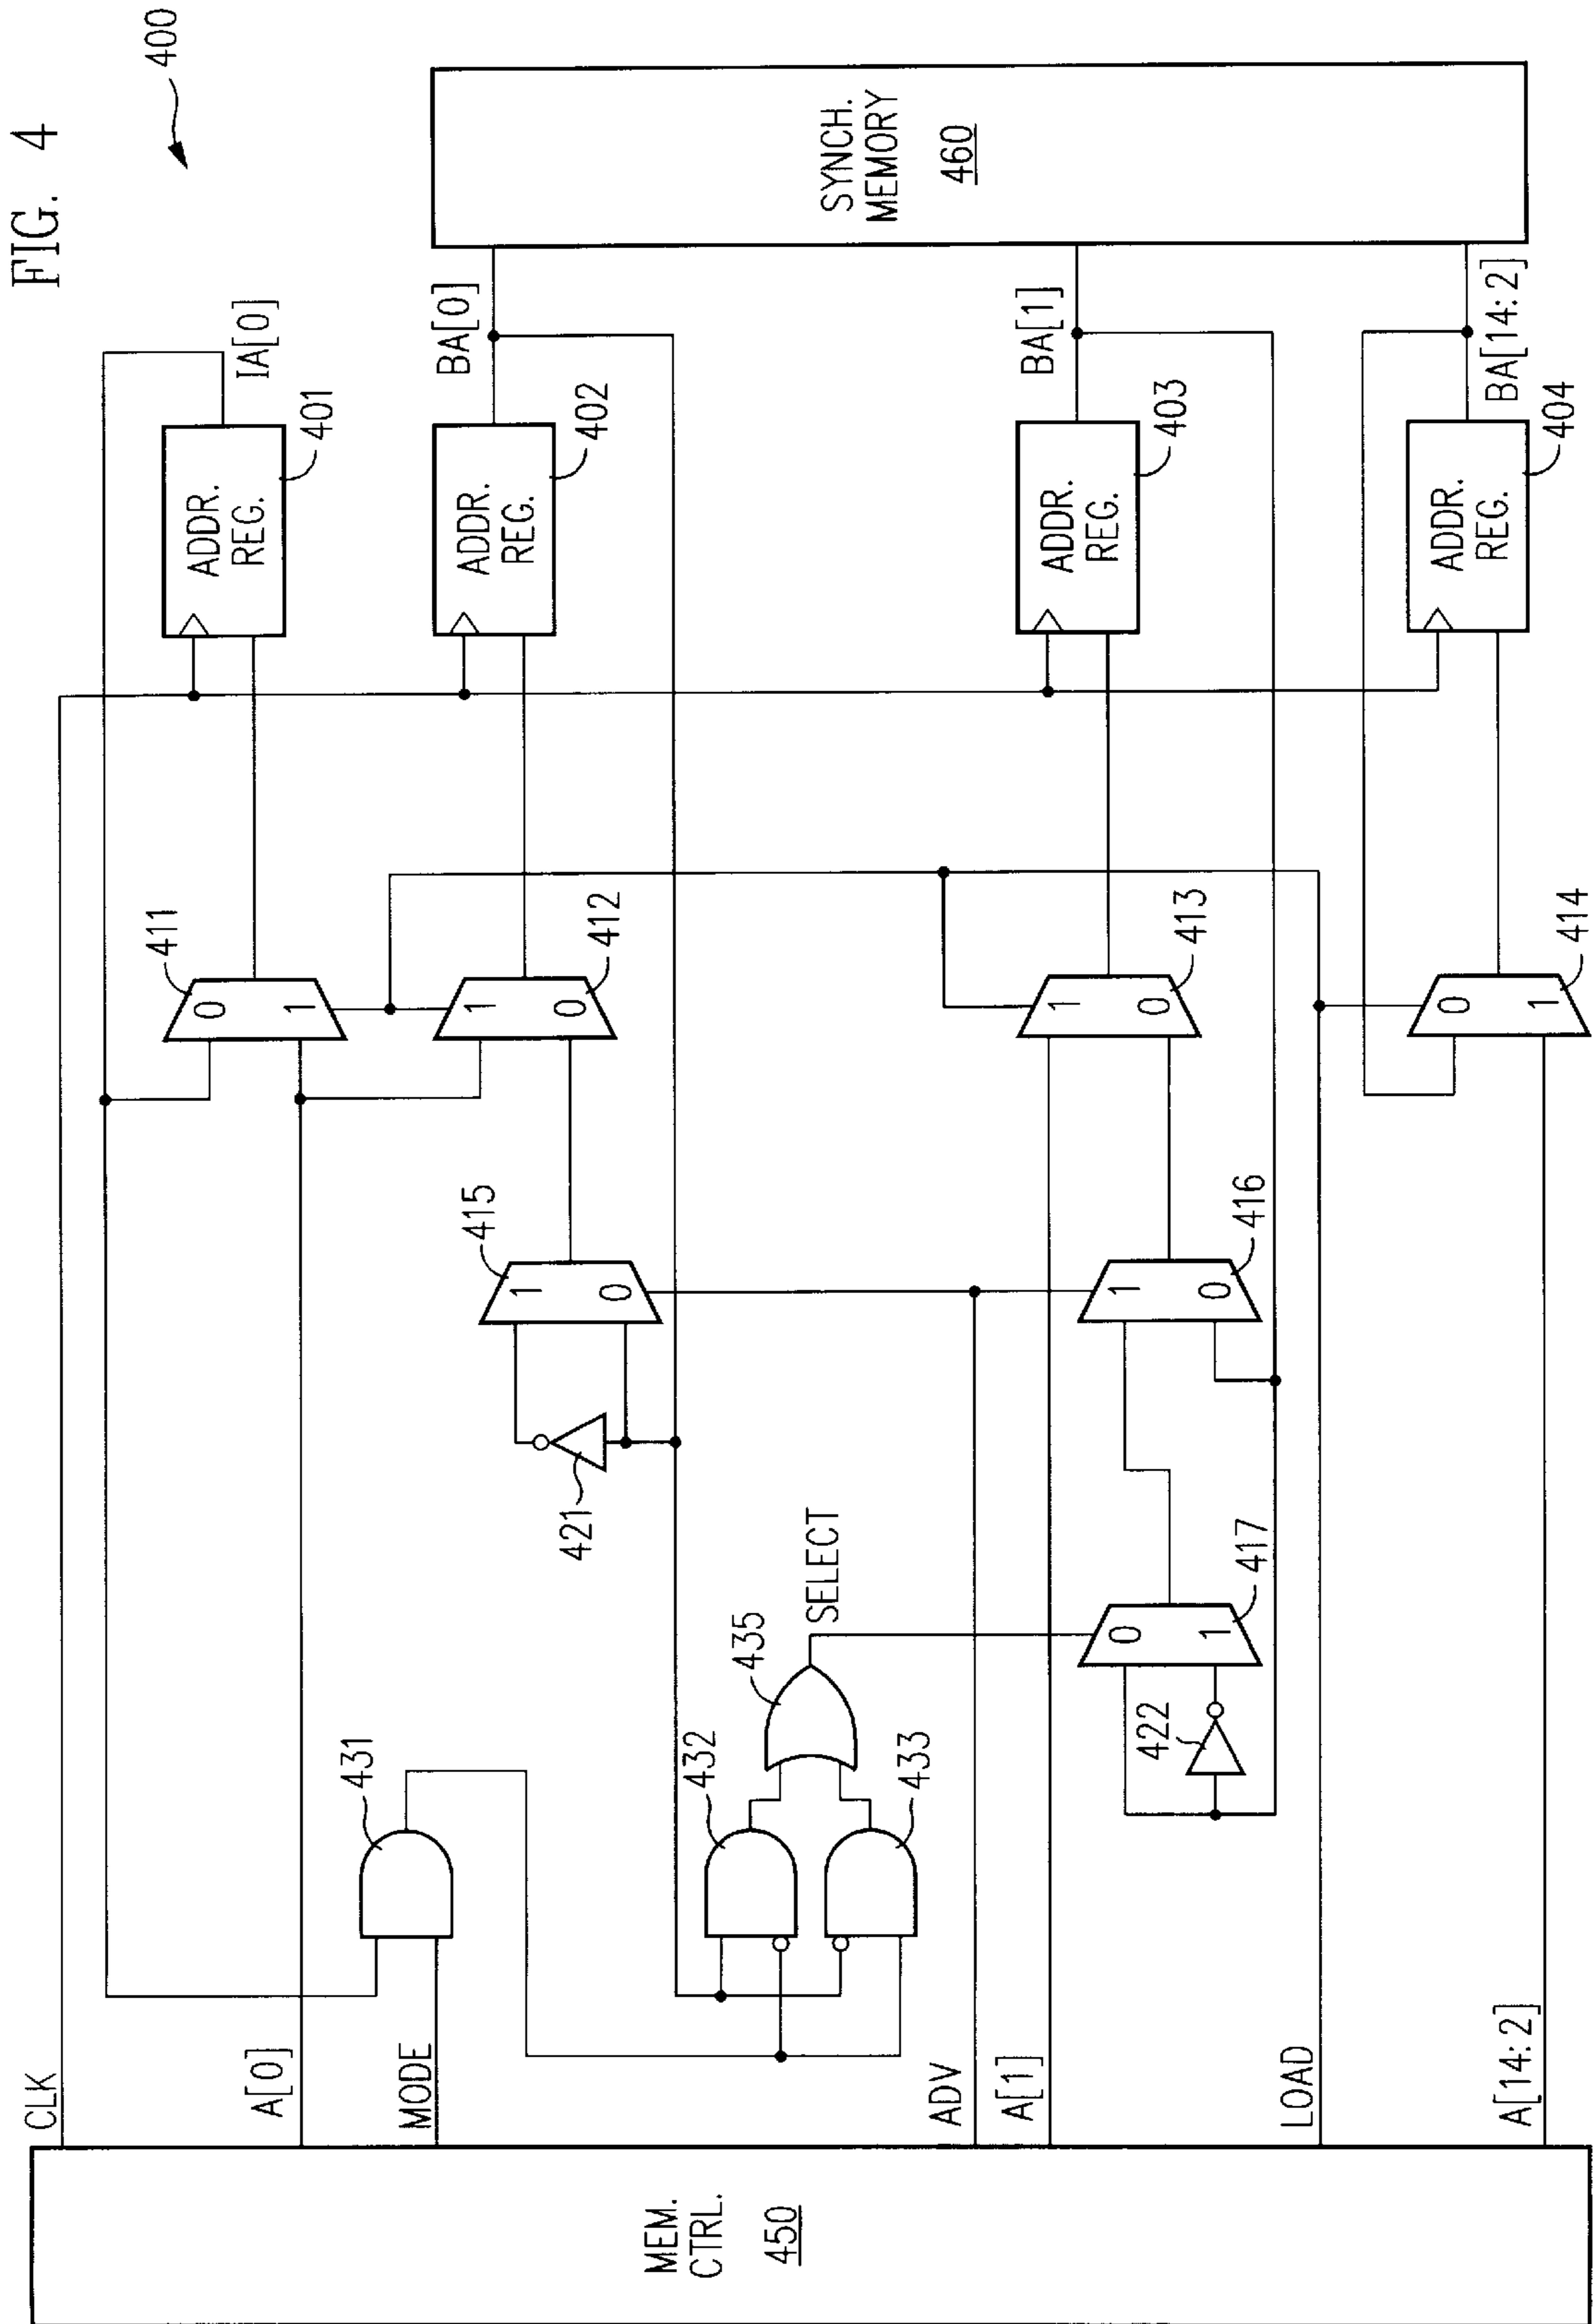 FIG. 4
400
CLK
IA[0]
ADDR.
REG.
401
411
0
1
A[0]
BA[0]
ADDR.
REG.
402
412
1
0
415
1
0
421
431
MODE
SYNCH.
MEMORY
460
MEM.
CTRL.
450
432
433
435
SELECT
ADV
A[1]
BA[1]
ADDR.
REG.
403
413
1
0
416
1
0
417
0
1
422
LOAD
BA[14:2]
ADDR.
REG.
404
414
0
1
A[14:2]